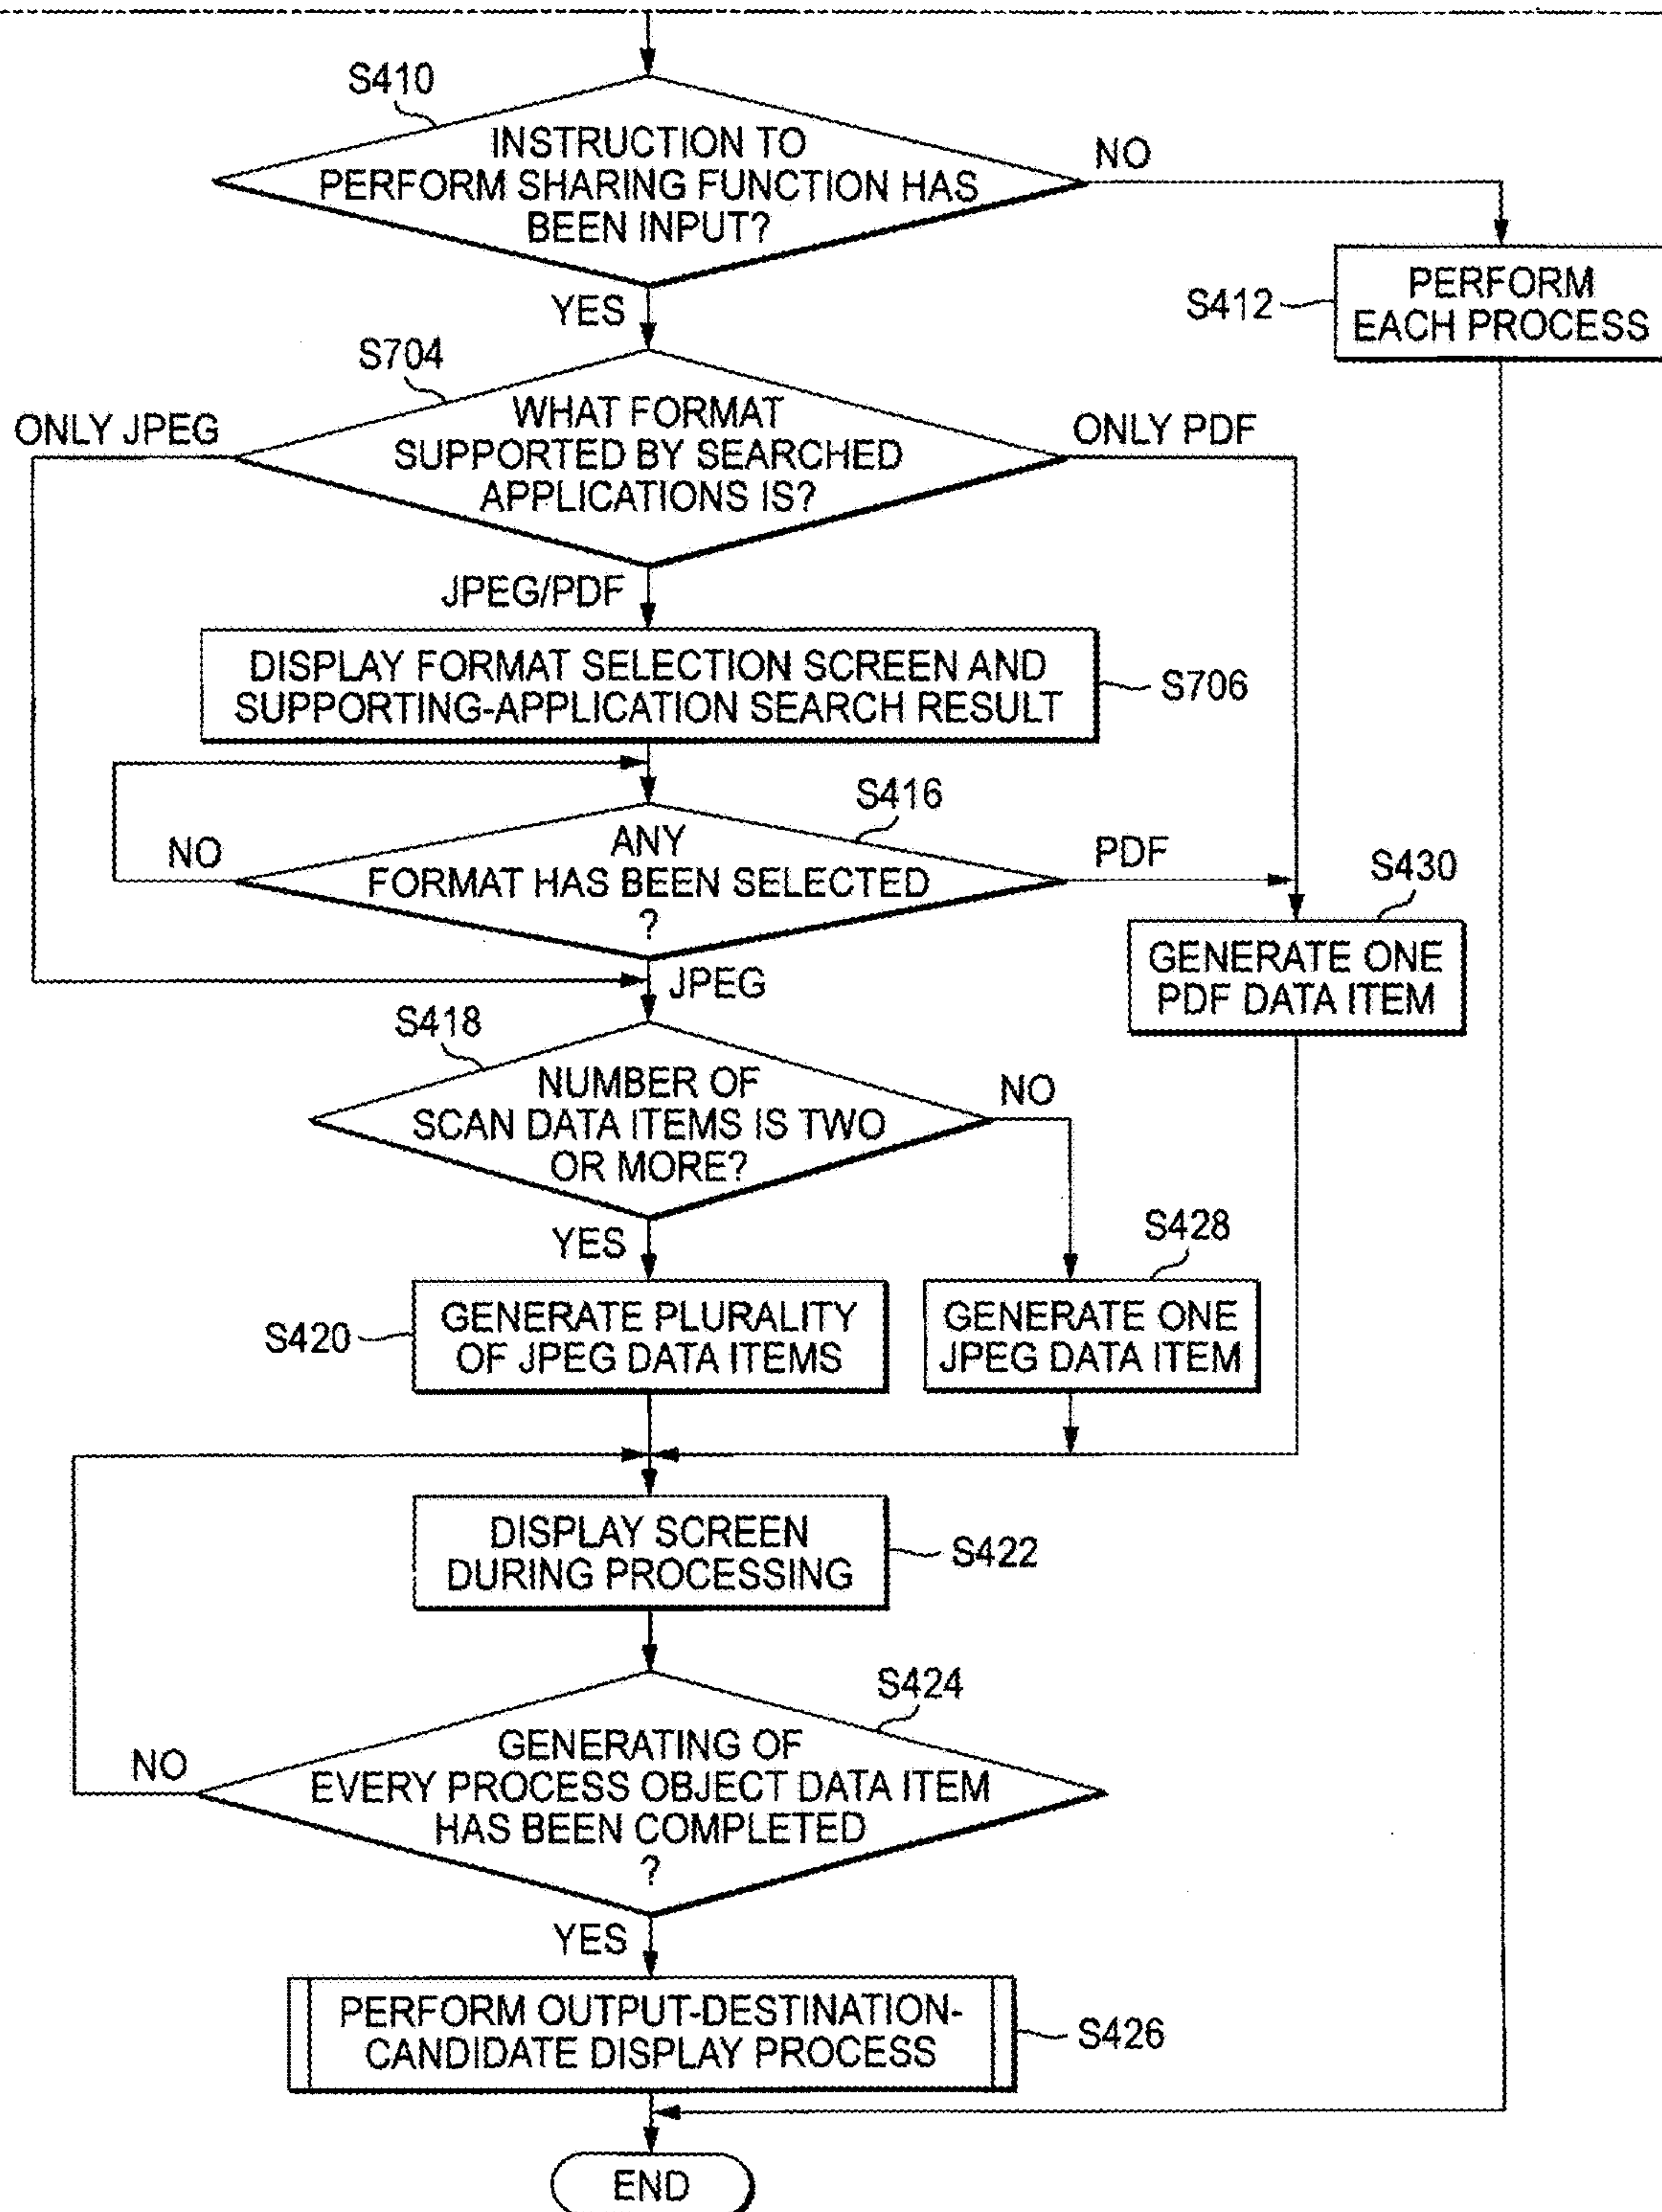 S410
INSTRUCTION TO
PERFORM SHARING FUNCTION HAS
BEEN INPUT?
NO
YES
S412
PERFORM
EACH PROCESS
S704
WHAT FORMAT
SUPPORTED BY SEARCHED
APPLICATIONS IS?
ONLY JPEG
ONLY PDF
JPEG/PDF
DISPLAY FORMAT SELECTION SCREEN AND
SUPPORTING-APPLICATION SEARCH RESULT
S706
S416
ANY
FORMAT HAS BEEN SELECTED
?
NO
PDF
JPEG
S430
GENERATE ONE
PDF DATA ITEM
S418
NUMBER OF
SCAN DATA ITEMS IS TWO
OR MORE?
NO
YES
S420
GENERATE PLURALITY
OF JPEG DATA ITEMS
S428
GENERATE ONE
JPEG DATA ITEM
DISPLAY SCREEN
DURING PROCESSING
S422
S424
GENERATING OF
EVERY PROCESS OBJECT DATA ITEM
HAS BEEN COMPLETED
?
NO
YES
PERFORM OUTPUT-DESTINATION-
CANDIDATE DISPLAY PROCESS
S426
END